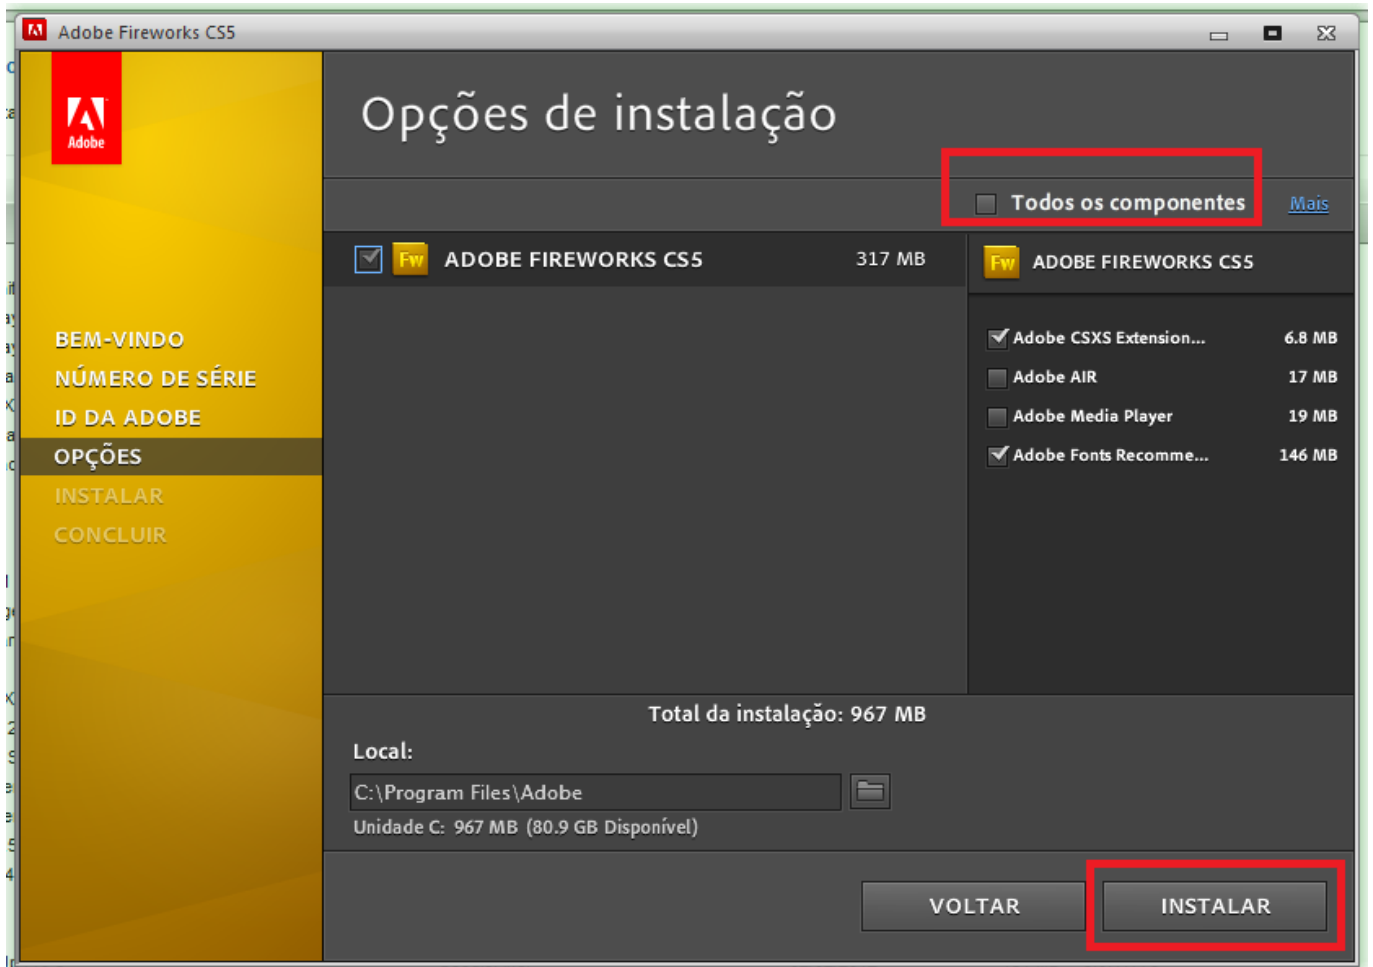 Adobe Fireworks CS5
Adobe
Opções de instalação
Todos os componentes
Mais
Fw ADOBE FIREWORKS CS5 317 MB
Fw ADOBE FIREWORKS CS5
Adobe CSXS Extension... 6.8 MB
Adobe AIR 17 MB
Adobe Media Player 19 MB
Adobe Fonts Recomme... 146 MB
BEM-VINDO
NÚMERO DE SÉRIE
ID DA ADOBE
OPÇÕES
INSTALAR
CONCLUIR
Total da instalação: 967 MB
Local:
C:\Program Files\Adobe
Unidade C: 967 MB (80.9 GB Disponível)
VOLTAR
INSTALAR